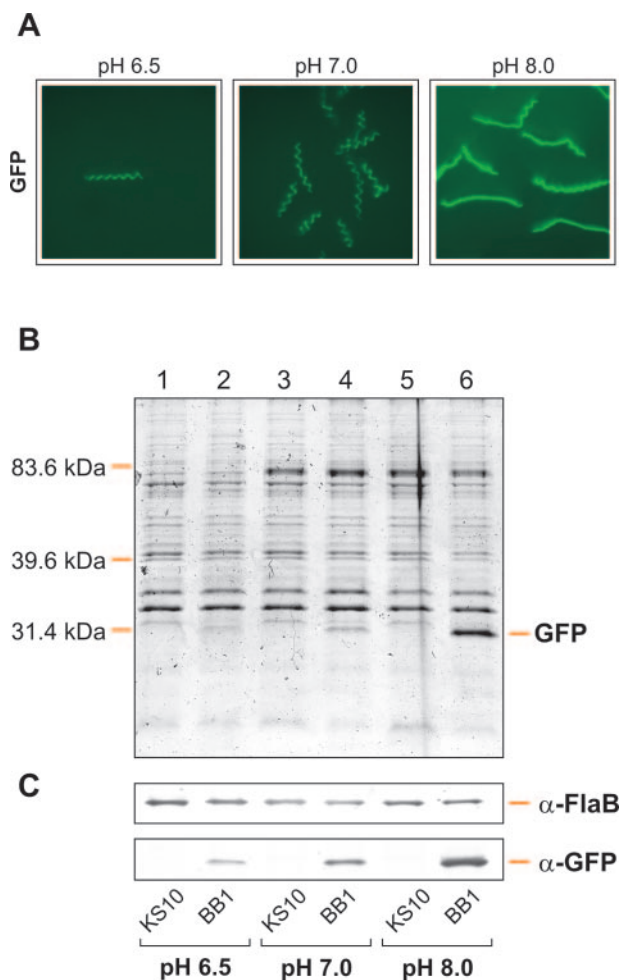 A
pH 6.5 pH 7.0 pH 8.0
GFP
B
1 2 3 4 5 6
83.6 kDa
39.6 kDa
31.4 kDa
GFP
C
α-FlaB
α-GFP
KS10 BB1 KS10 BB1 KS10 BB1
pH 6.5 pH 7.0 pH 8.0